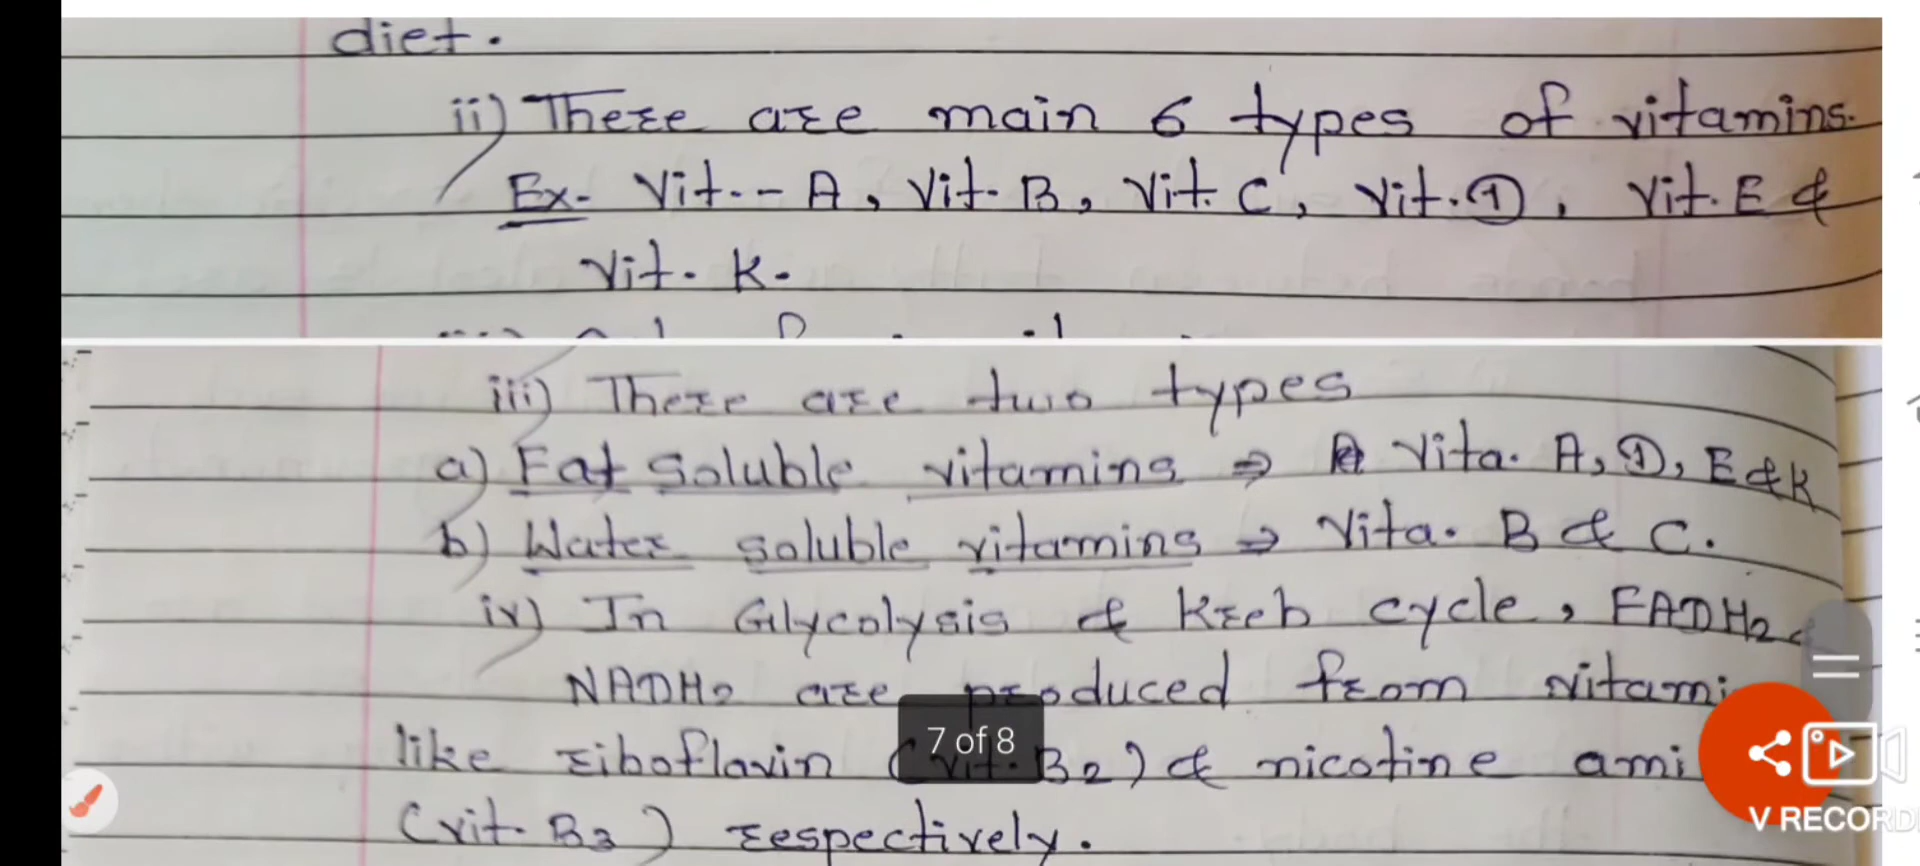 diet.
ii) There are main 6 types of vitamins.
Ex- Vit.- A, Vit- B, Vit. C, Vit. D, Vit. E &
Vit. K.
iii) There are two types
a) Fat soluble vitamins ⇒ Vita. A, D, E & K
b) Water soluble vitamins ⇒ Vita. B & C.
iv) In Glycolysis & Kreb cycle, FADH2 &
NADH2 are produced from vitami
like riboflavin (vit. B2) & nicotine ami
(vit- B3) respectively.
7 of 8
V RECORD